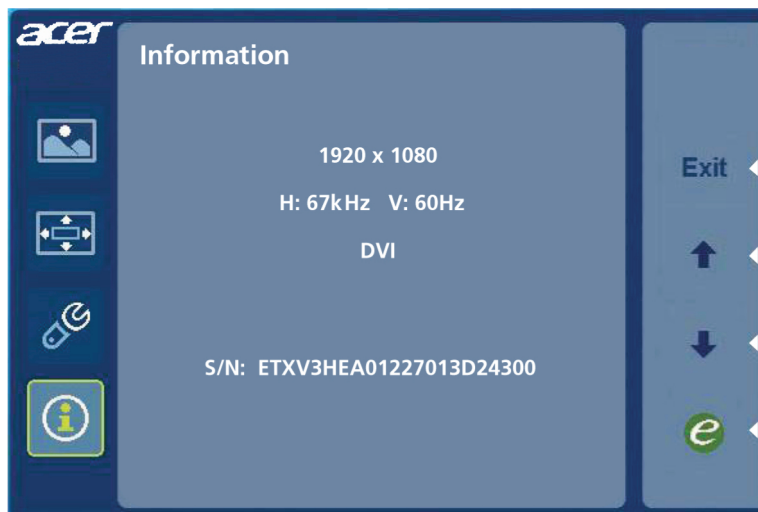 acer
Information
1920 x 1080
H: 67kHz V: 60Hz
DVI
S/N: ETXV3HEA01227013D24300
Exit
e